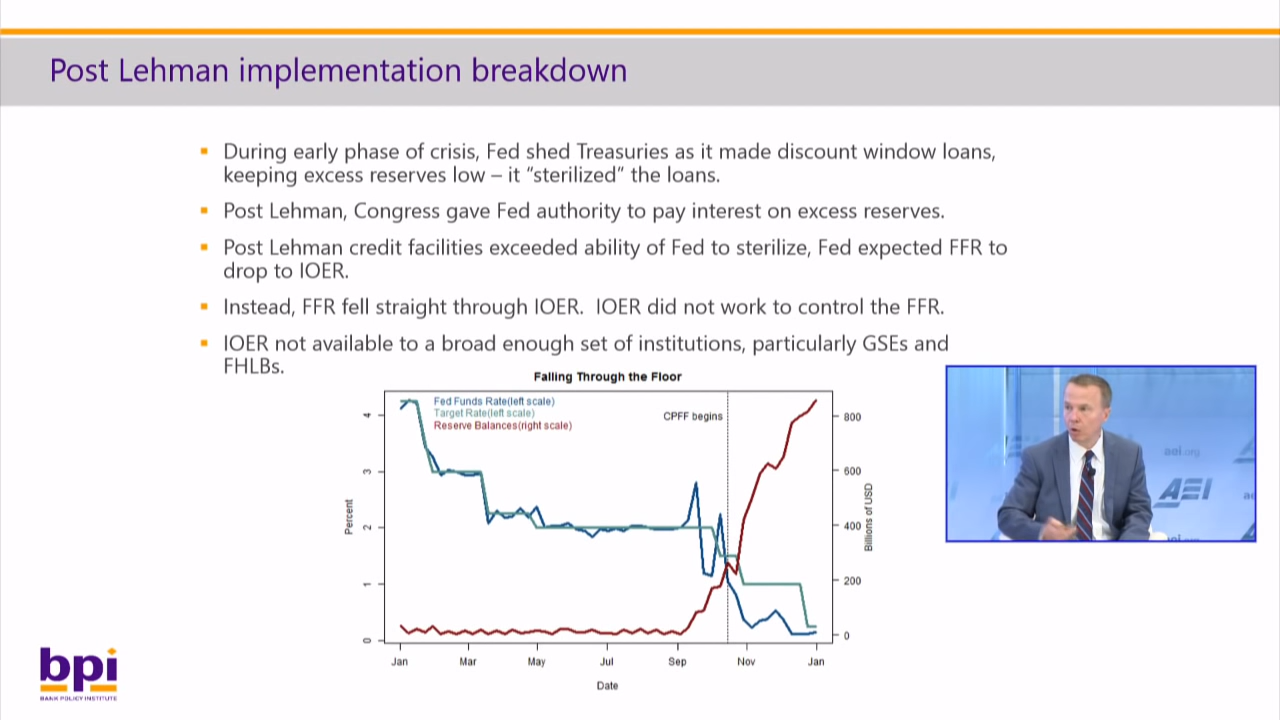 Post Lehman implementation breakdown
During early phase of crisis, Fed shed Treasuries as it made discount window loans,
keeping excess reserves low – it "sterilized" the loans.
Post Lehman, Congress gave Fed authority to pay interest on excess reserves.
Post Lehman credit facilities exceeded ability of Fed to sterilize, Fed expected FFR to
drop to IOER.
Instead, FFR fell straight through IOER. IOER did not work to control the FFR.
IOER not available to a broad enough set of institutions, particularly GSEs and
FHLBs.
Falling Through the Floor
Fed Funds Rate(left scale)
Target Rate(left scale)
Reserve Balances(right scale)
CPFF begins
Percent
4
3
2
1
0
Billions of USD
800
600
400
200
0
Jan
Mar
May
Jul
Sep
Nov
Jan
Date
aei.org
AEI
bpi
BANK POLICY INSTITUTE